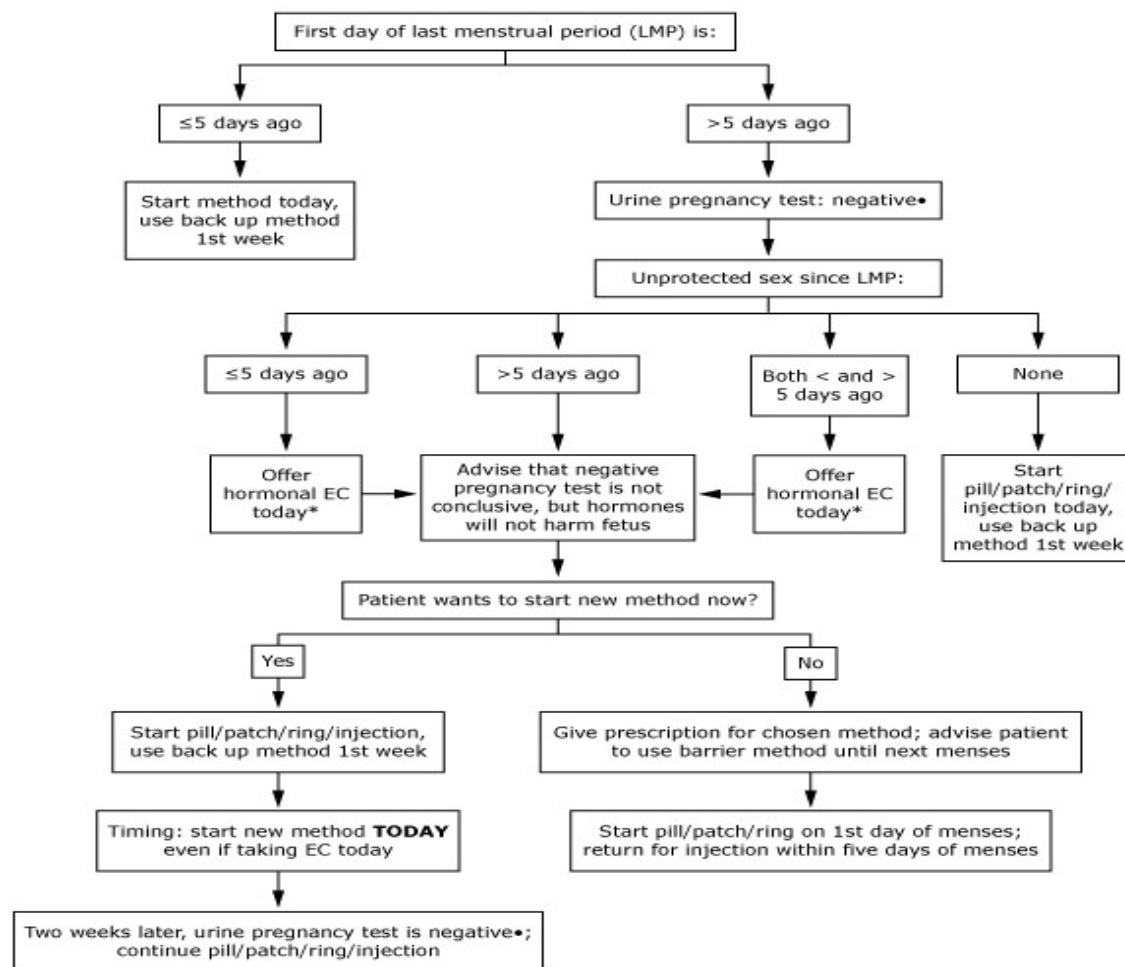 First day of last menstrual period (LMP) is:
≤5 days ago
>5 days ago
Start method today,
use back up method
1st week
Urine pregnancy test: negative•
Unprotected sex since LMP:
≤5 days ago
>5 days ago
Both < and >
5 days ago
None
Offer
hormonal EC
today*
Advise that negative
pregnancy test is not
conclusive, but hormones
will not harm fetus
Offer
hormonal EC
today*
Start
pill/patch/ring/
injection today,
use back up
method 1st week
Patient wants to start new method now?
Yes
No
Start pill/patch/ring/injection,
use back up method 1st week
Give prescription for chosen method; advise patient
to use barrier method until next menses
Timing: start new method TODAY
even if taking EC today
Start pill/patch/ring on 1st day of menses;
return for injection within five days of menses
Two weeks later, urine pregnancy test is negative•;
continue pill/patch/ring/injection